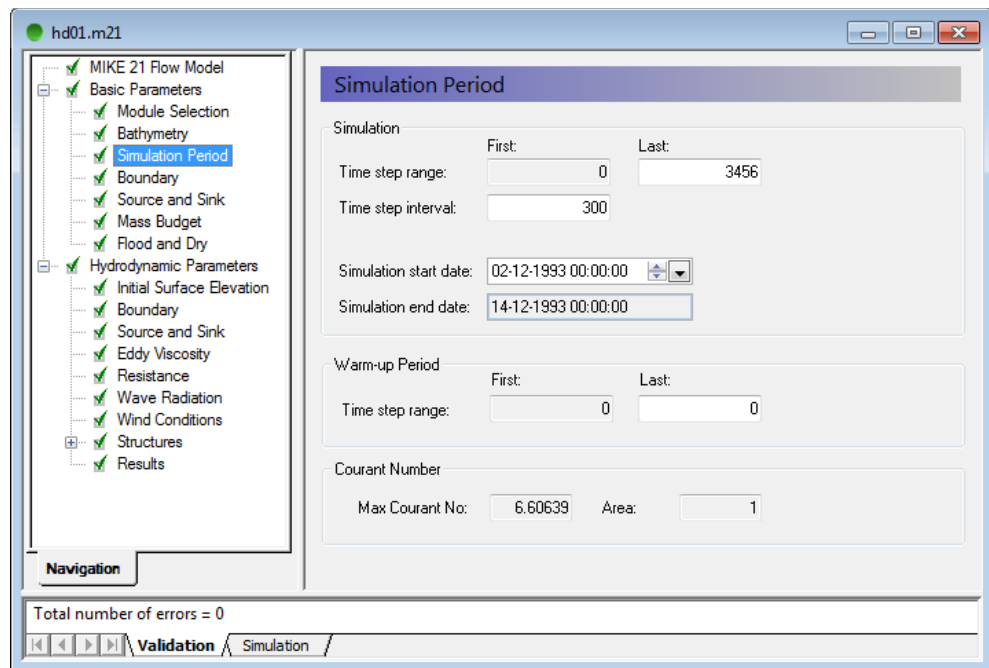 hd01.m21
MIKE 21 Flow Model
Basic Parameters
Module Selection
Bathymetry
Simulation Period
Boundary
Source and Sink
Mass Budget
Flood and Dry
Hydrodynamic Parameters
Initial Surface Elevation
Boundary
Source and Sink
Eddy Viscosity
Resistance
Wave Radiation
Wind Conditions
Structures
Results
Navigation
Simulation Period
Simulation
First: Last:
Time step range: 0 3456
Time step interval: 300
Simulation start date: 02-12-1993 00:00:00
Simulation end date: 14-12-1993 00:00:00
Warm-up Period
First: Last:
Time step range: 0 0
Courant Number
Max Courant No: 6.60639 Area: 1
Total number of errors = 0
Validation Simulation